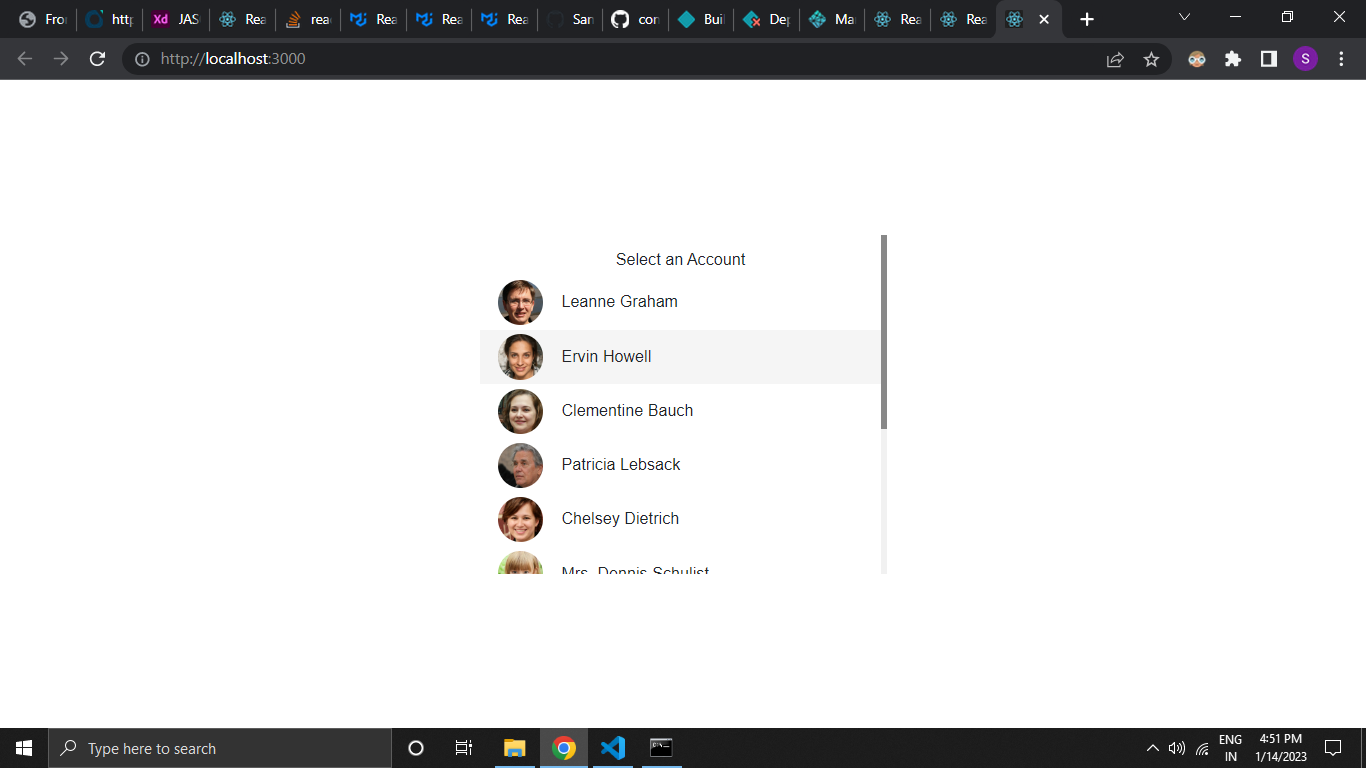 Fro http Xd JAS Rea rea Rea Rea Rea San cor Buil Dep Ma Rea Rea
http://localhost:3000 S
Select an Account
Leanne Graham
Ervin Howell
Clementine Bauch
Patricia Lebsack
Chelsey Dietrich
Mrs. Dennis Schulist
Type here to search
ENG 4:51 PM
IN 1/14/2023